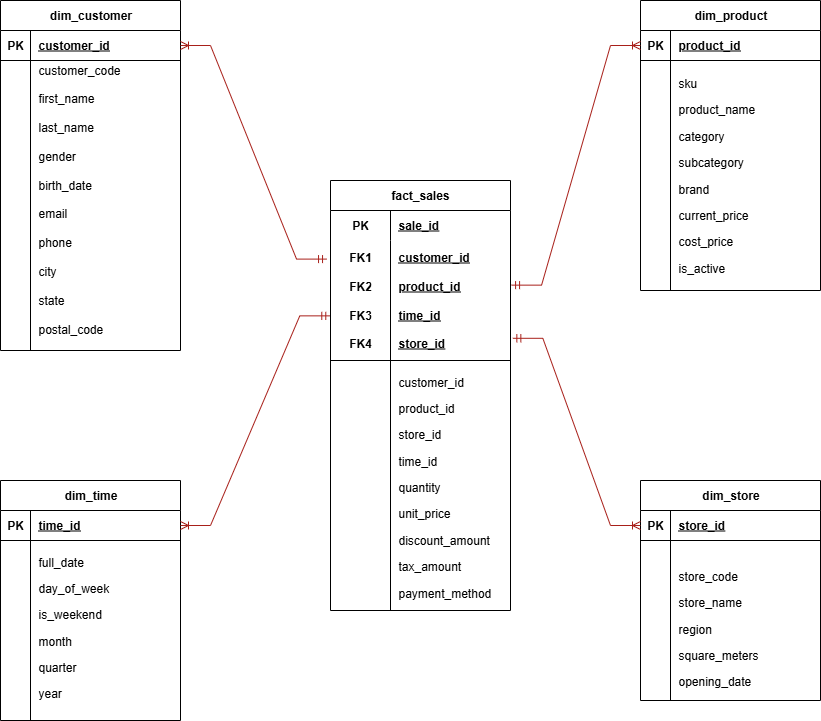 dim_customer
PK customer_id
customer_code
first_name
last_name
gender
birth_date
email
phone
city
state
postal_code
dim_product
PK product_id
sku
product_name
category
subcategory
brand
current_price
cost_price
is_active
fact_sales
PK sale_id
FK1 customer_id
FK2 product_id
FK3 time_id
FK4 store_id
customer_id
product_id
store_id
time_id
quantity
unit_price
discount_amount
tax_amount
payment_method
dim_time
PK time_id
full_date
day_of_week
is_weekend
month
quarter
year
dim_store
PK store_id
store_code
store_name
region
square_meters
opening_date